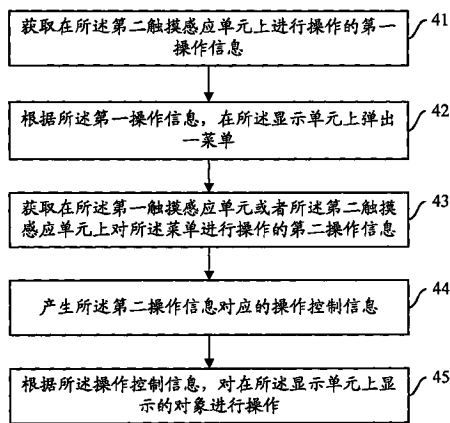 获取在所述第二触摸感应单元上进行操作的第一
操作信息
41
根据所述第一操作信息，在所述显示单元上弹出
一菜单
42
获取在所述第一触摸感应单元或者所述第二触摸
感应单元上对所述菜单进行操作的第二操作信息
43
产生所述第二操作信息对应的操作控制信息
44
根据所述操作控制信息，对在所述显示单元上显
示的对象进行操作
45